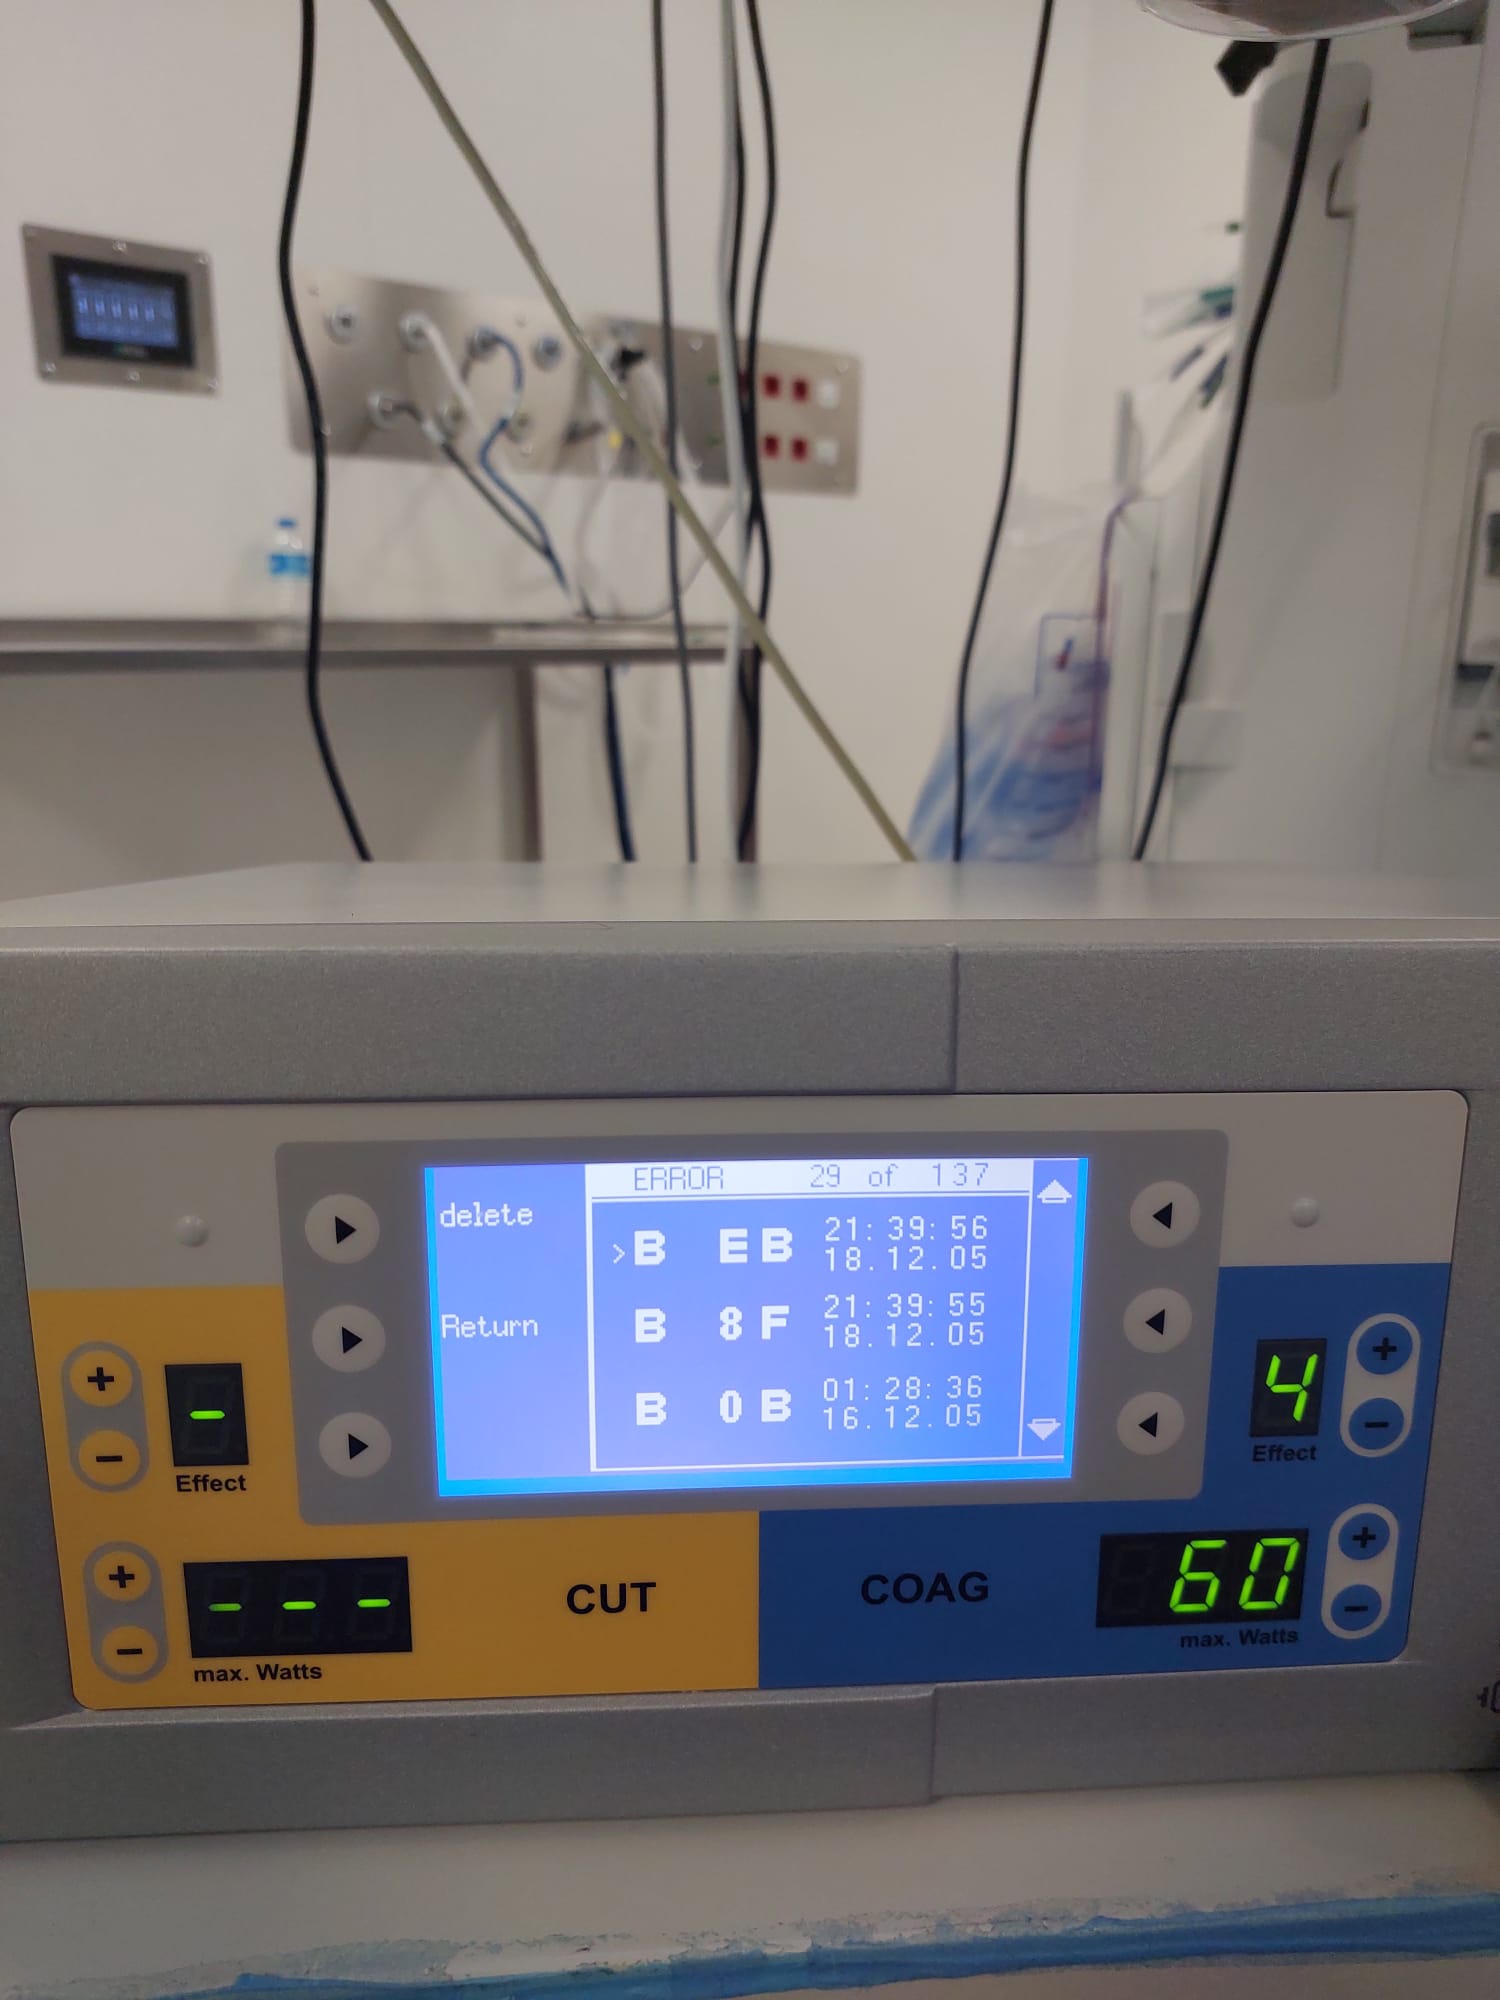 ERROR 29 of 137
delete
>B EB 21:39:56
18.12.05
B 8F 21:39:55
18.12.05
Return
B 0B 01:28:36
16.12.05
+
-
-
Effect
+
-
---
max. Watts
CUT
COAG
4
Effect
+
-
60
max. Watts
+
-